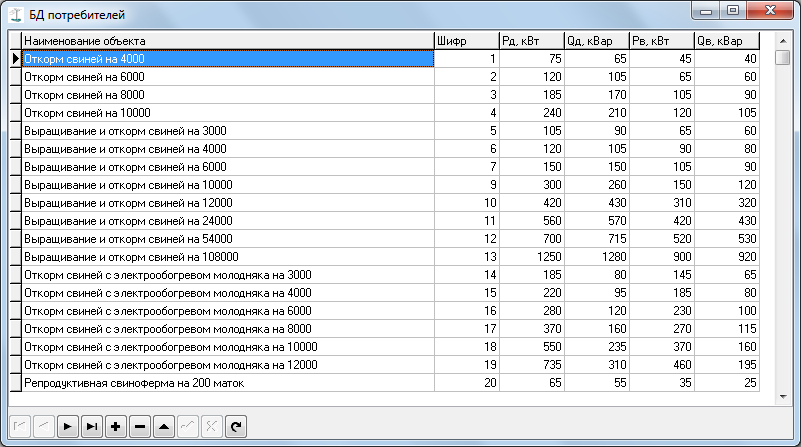 БД потребителей
Наименование объекта Шифр Рд, кВт Qд, кВар Рв, кВт Qв, кВар
Откорм свиней на 4000 1 75 65 45 40
Откорм свиней на 6000 2 120 105 65 60
Откорм свиней на 8000 3 185 170 105 90
Откорм свиней на 10000 4 240 210 120 105
Выращивание и откорм свиней на 3000 5 105 90 65 60
Выращивание и откорм свиней на 4000 6 120 105 90 80
Выращивание и откорм свиней на 6000 7 150 150 105 90
Выращивание и откорм свиней на 10000 9 300 260 150 120
Выращивание и откорм свиней на 12000 10 420 430 310 320
Выращивание и откорм свиней на 24000 11 560 570 420 430
Выращивание и откорм свиней на 54000 12 700 715 520 530
Выращивание и откорм свиней на 108000 13 1250 1280 900 920
Откорм свиней с электрообогревом молодняка на 3000 14 185 80 145 65
Откорм свиней с электрообогревом молодняка на 4000 15 220 95 185 80
Откорм свиней с электрообогревом молодняка на 6000 16 280 120 230 100
Откорм свиней с электрообогревом молодняка на 8000 17 370 160 270 115
Откорм свиней с электрообогревом молодняка на 10000 18 550 235 370 160
Откорм свиней с электрообогревом молодняка на 12000 19 735 310 460 195
Репродуктивная свиноферма на 200 маток 20 65 55 35 25